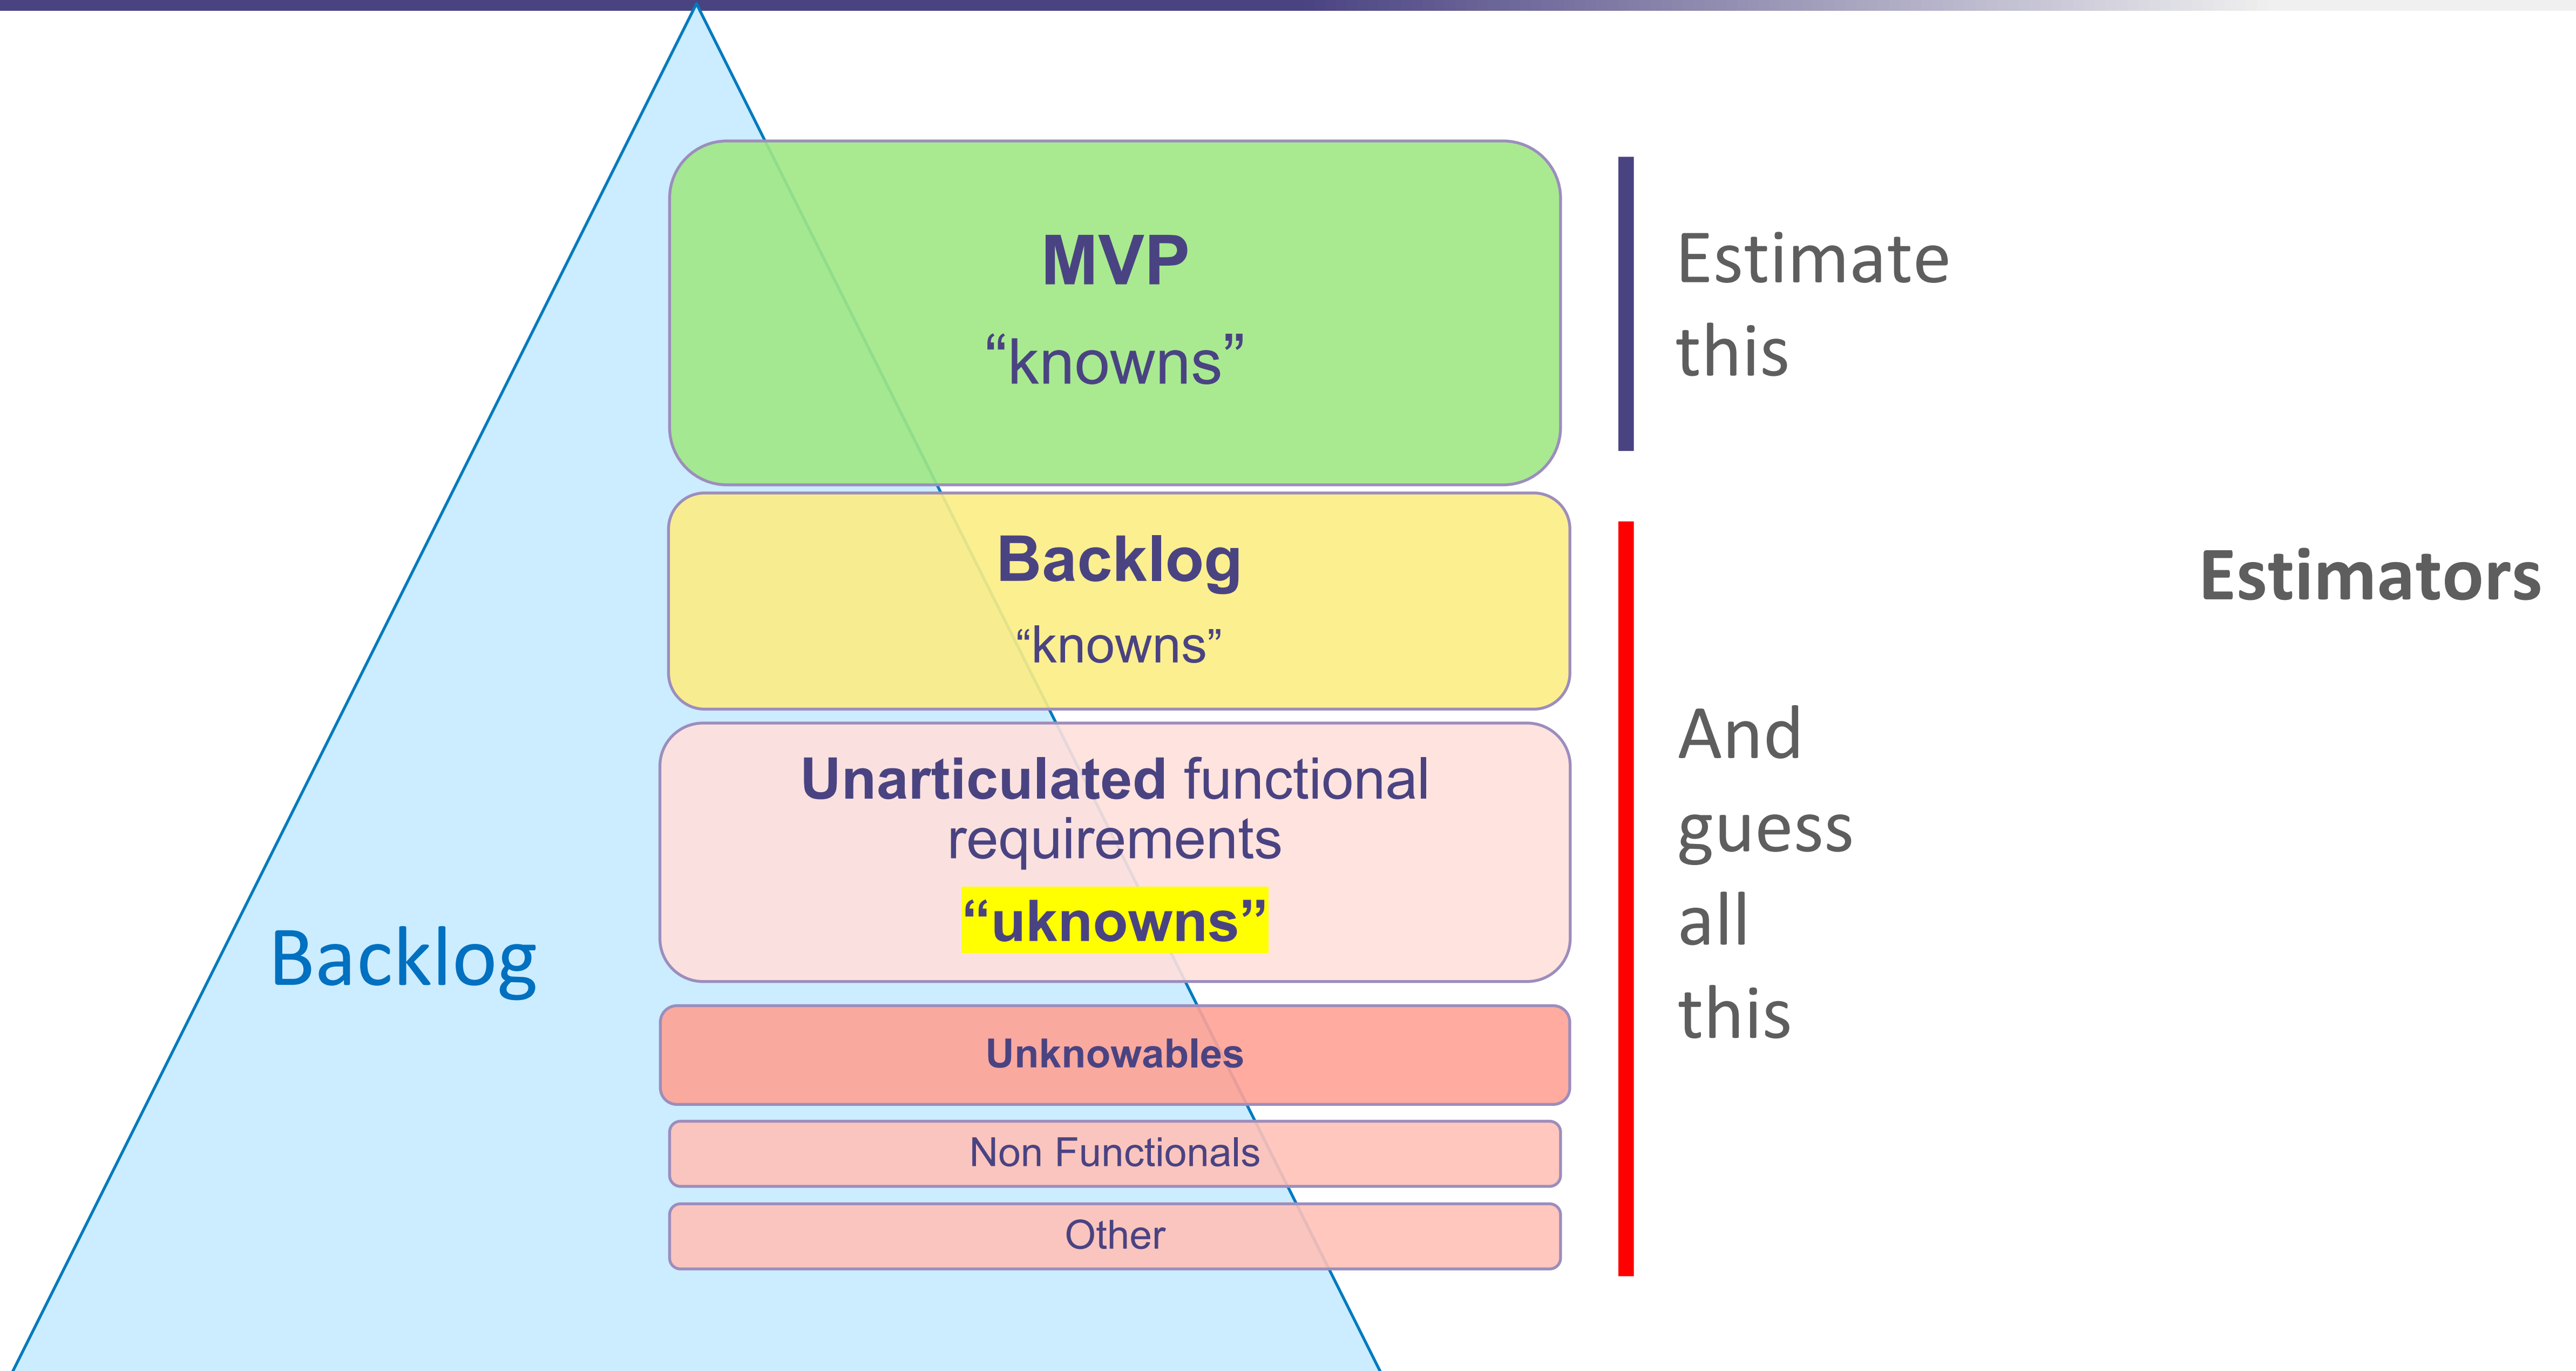 MVP
“knowns”
Estimate
this
Backlog
“knowns”
Estimators
Unarticulated functional
requirements
“uknowns”
And
guess
all
this
Backlog
Unknowables
Non Functionals
Other